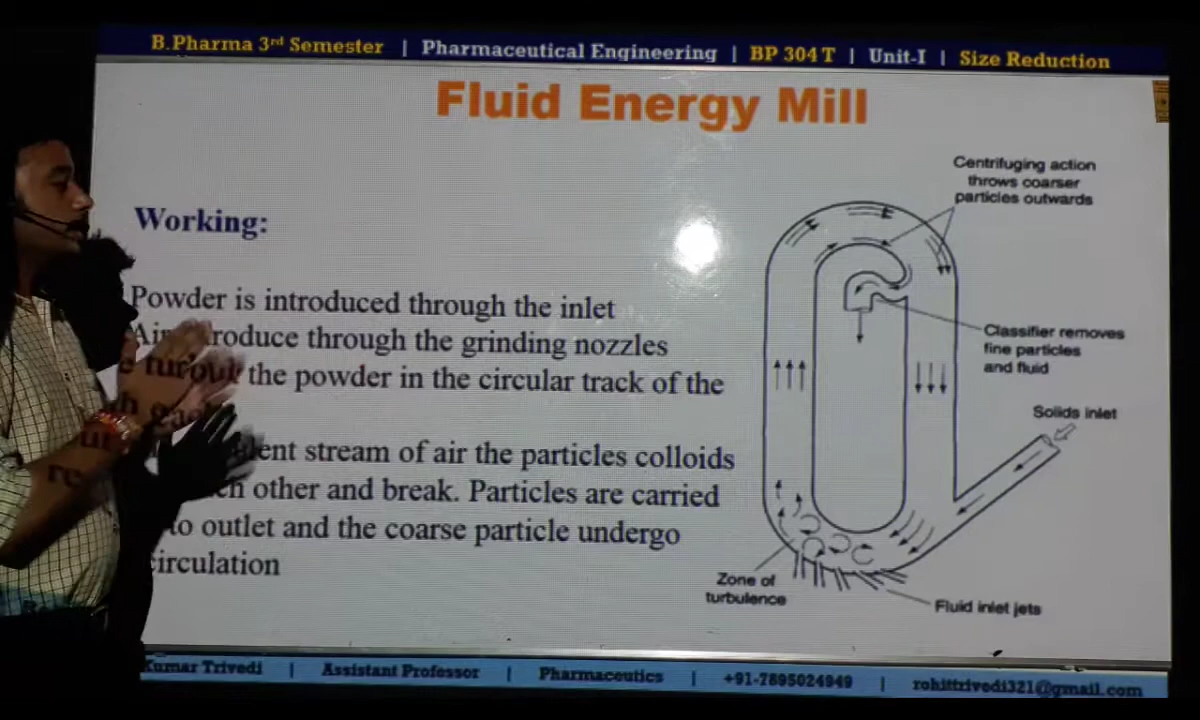 B.Pharma 3rd Semester | Pharmaceutical Engineering | BP 304 T | Unit-I | Size Reduction
Fluid Energy Mill
Working:
Powder is introduced through the inlet
through the grinding nozzles
the powder in the circular track of the
stream of air the particles colloids
other and break. Particles are carried
to outlet and the coarse particle undergo
Centrifuging action
throws coarser
particles outwards
Classifier removes
fine particles
and fluid
Solids inlet
Zone of
turbulence
Fluid inlet jets
Kumar Trivedi | Assistant Professor | Pharmaceutics | +91-7895024949 | rohittrivedi321@gmail.com